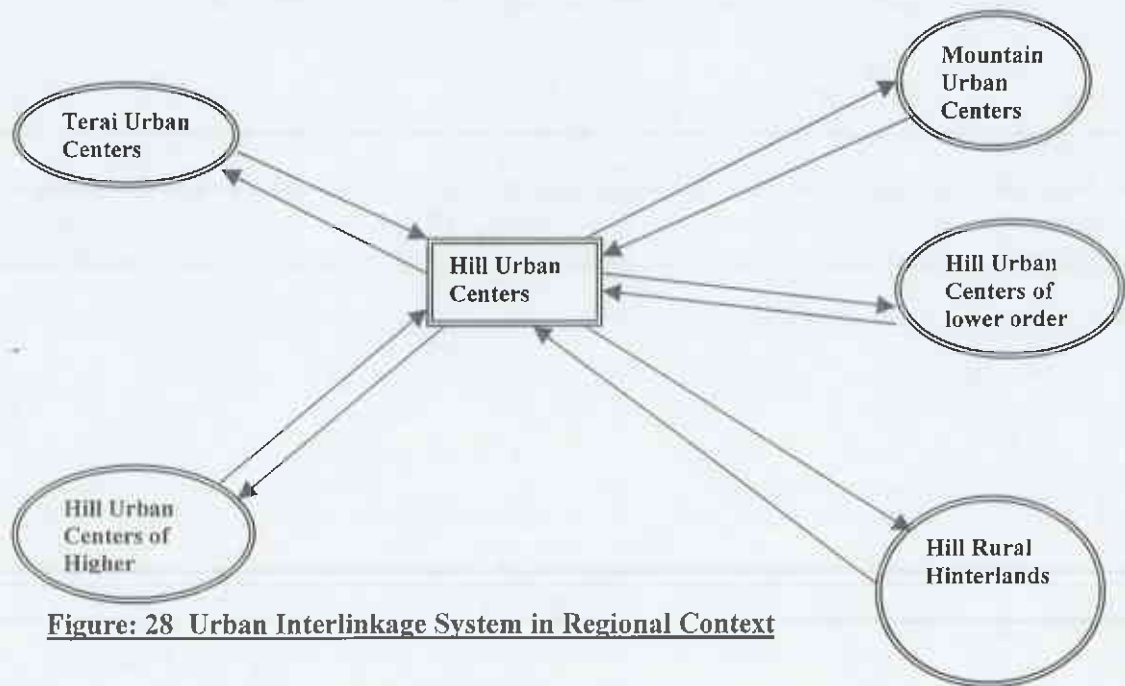 Mountain
Urban
Centers
Terai Urban
Centers
Hill Urban
Centers
Hill Urban
Centers of
lower order
Hill Urban
Centers of
Higher
Hill Rural
Hinterlands
Figure: 28 Urban Interlinkage System in Regional Context